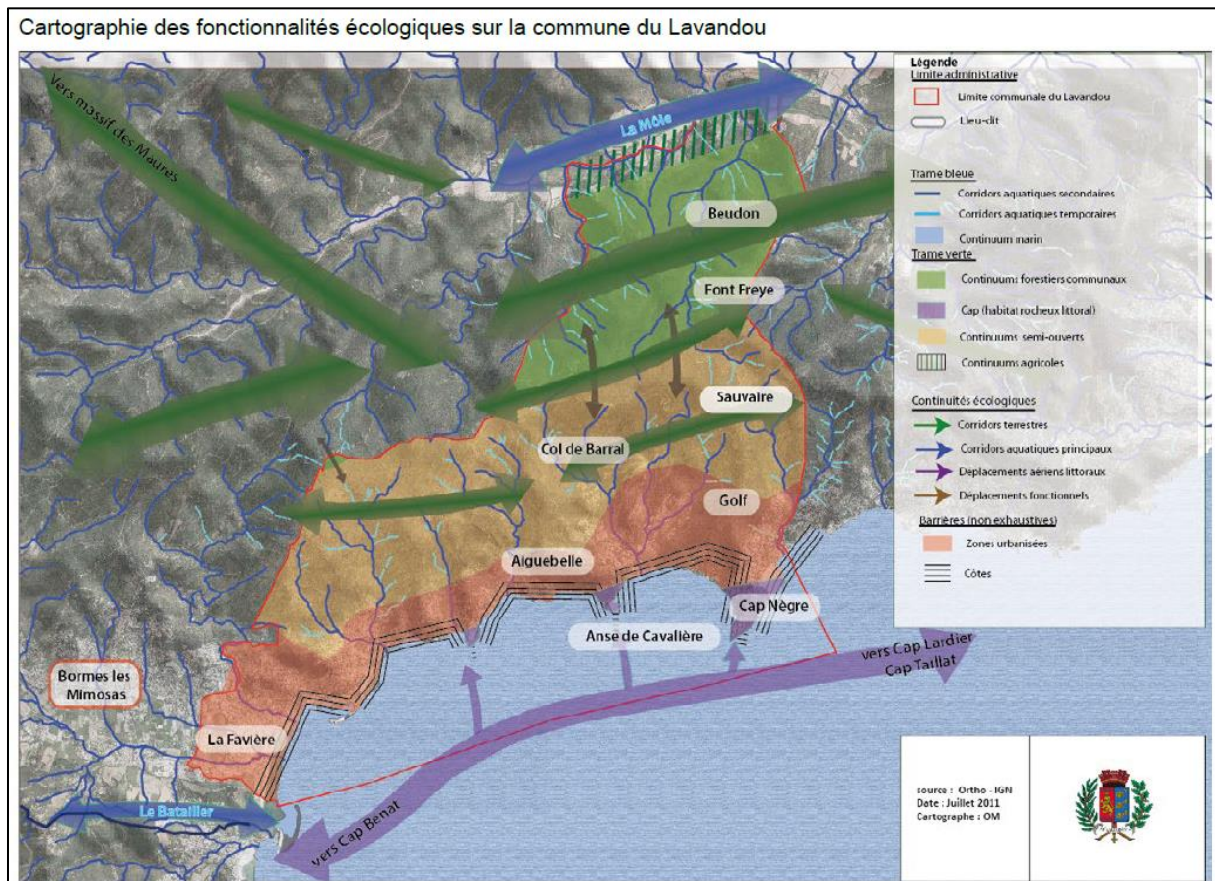 Cartographie des fonctionnalités écologiques sur la commune du Lavandou
Vers massif des Maures
La Môle
Beudon
Font Freye
Sauvaire
Col de Barral
Golf
Aiguebelle
Cap Nègre
Anse de Cavalière
Bormes les
Mimosas
La Favière
Le Batailler
vers Cap Benat
vers Cap Lardier
Cap Taillat
Légende
Limite administrative
Limite communale du Lavandou
Lieu-dit
Trame bleue
Corridors aquatiques secondaires
Corridors aquatiques temporaires
Continuum marin
Trame verte
Continuums forestiers communaux
Cap (habitat rocheux littoral)
Continuums semi-ouverts
Continuums agricoles
Continuités écologiques
Corridors terrestres
Corridors aquatiques principaux
Déplacements aériens littoraux
Déplacements fonctionnels
Barrières (non exhaustives)
Zones urbanisées
Côtes
source : Ortho - IGN
Date : Juillet 2011
Cartographe : OM